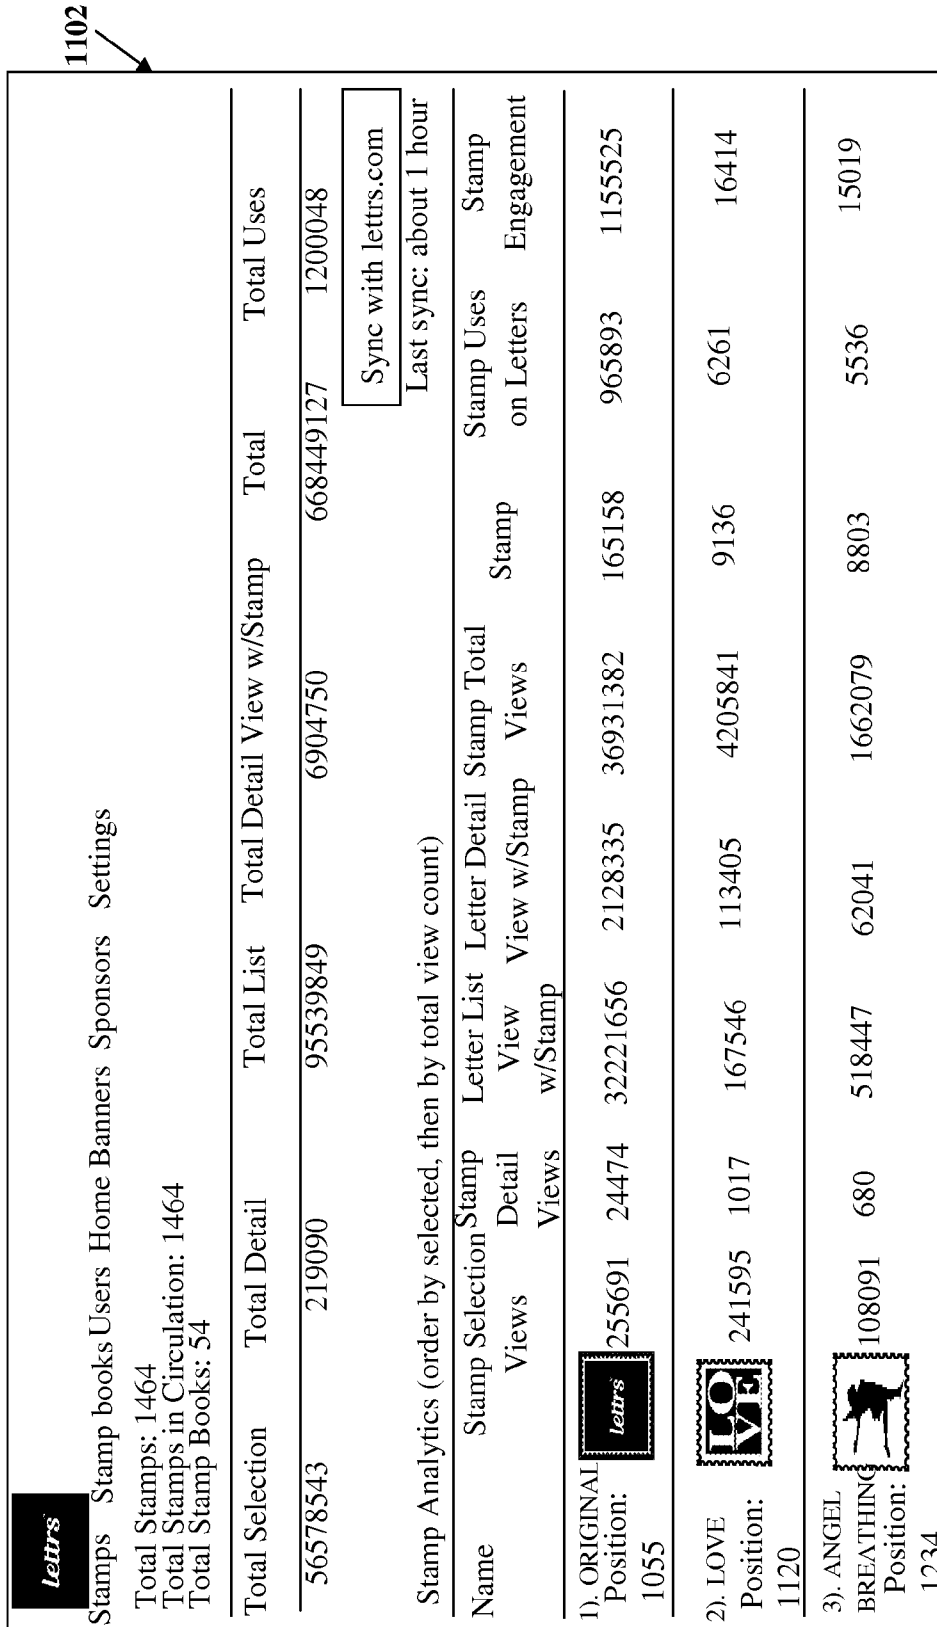 1102
lettrs
Stamps Stamp books Users Home Banners Sponsors Settings
Total Stamps: 1464
Total Stamps in Circulation: 1464
Total Stamp Books: 54
Total Selection Total Detail Total List Total Detail View w/Stamp Total Total Uses
56578543 219090 95539849 6904750 668449127 1200048
Sync with lettrs.com
Last sync: about 1 hour
Stamp Analytics (order by selected, then by total view count)
Name Stamp Selection Stamp Letter List Letter Detail Stamp Total Stamp Stamp Uses Stamp
Views Detail View View w/Stamp Views on Letters Engagement
Views w/Stamp
1). ORIGINAL lettrs 255691 24474 32221656 2128335 36931382 165158 965893 1155525
Position:
1055
2). LOVE LO 241595 1017 167546 113405 4205841 9136 6261 16414
Position: VE
1120
3). ANGEL 108091 680 518447 62041 1662079 8803 5536 15019
BREATHING
Position:
1234